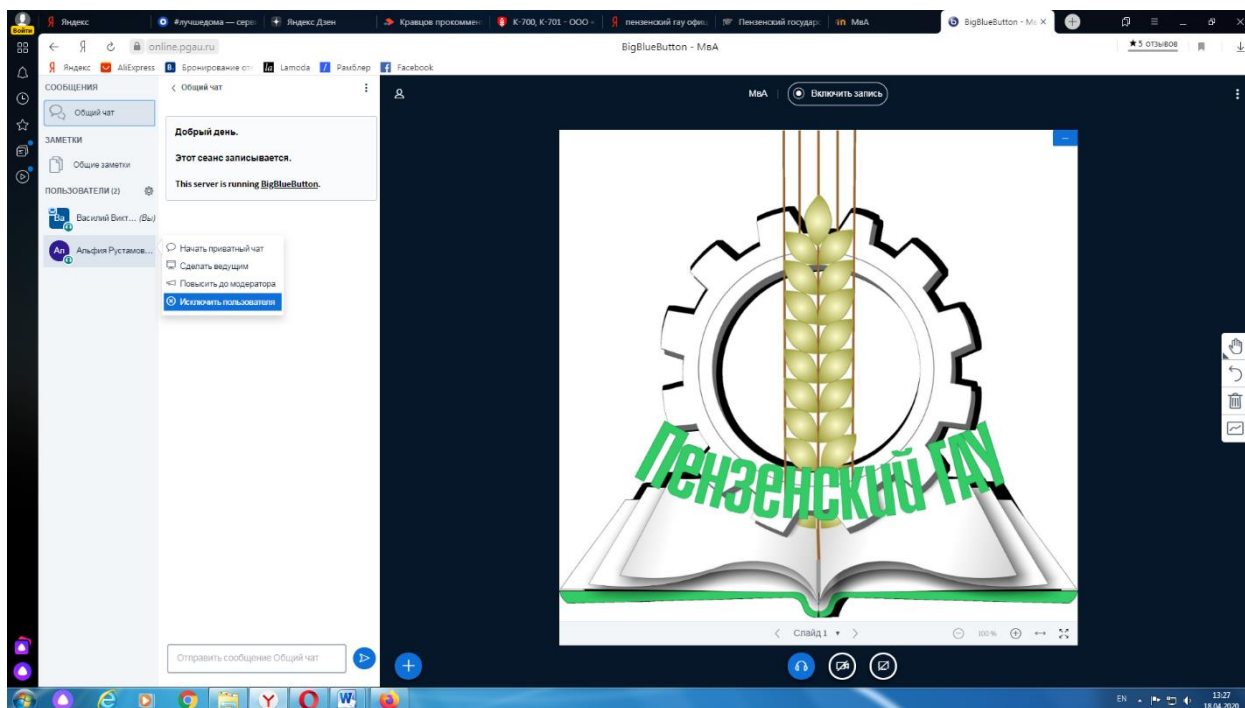 Войти
Яндекс
#лучшедома — серв
Яндекс Дзен
Кравцов прокоммен
К-700, К-701 - ООО «
пензенский гау офиц
Пензенский государс
МвА
BigBlueButton - Мв
online.pgau.ru
BigBlueButton - МвА
★5 отзывов
Яндекс
AliExpress
Бронирование от
Lamoda
Рамблер
Facebook
СООБЩЕНИЯ
Общий чат
ЗАМЕТКИ
Общие заметки
ПОЛЬЗОВАТЕЛИ (2)
Ва
Василий Викт... (Вы)
Ал
Альфия Рустамов...
Общий чат
Добрый день.
Этот сеанс записывается.
This server is running BigBlueButton.
Начать приватный чат
Сделать ведущим
Повысить до модератора
Исключить пользователя
Отправить сообщение Общий чат
МвА
Включить запись
Пензенский ГАУ
Слайд 1
100%
EN
13:27
18.04.2020